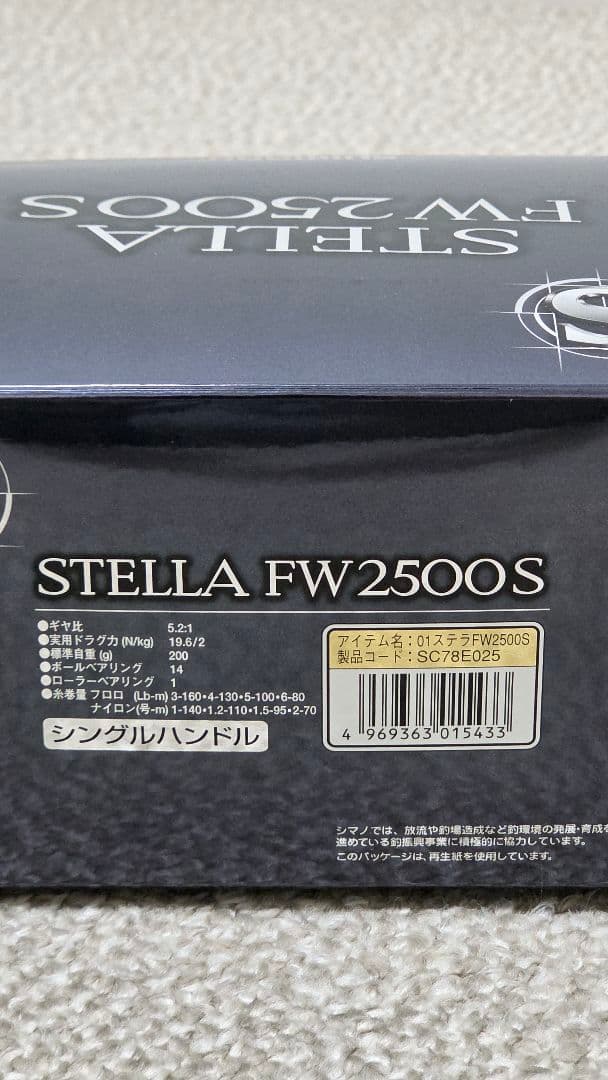 STELLA
FW 2500S
S
STELLA FW2500S
●ギヤ比 5.2:1
●実用ドラグ力(N/kg) 19.6/2
●標準自重(g) 200
●ボールベアリング 14
●ローラーベアリング 1
●糸巻量 フロロ (Lb-m) 3-160・4-130・5-100・6-80
ナイロン(号-m) 1-140・1.2-110・1.5-95・2-70
シングルハンドル
アイテム名:01ステラFW2500S
製品コード:SC78E025
4 969363 015433
シマノでは、放流や釣場造成など釣環境の発展・育成を
進めている釣振興事業に積極的に協力しています。
このパッケージは、再生紙を使用しています。